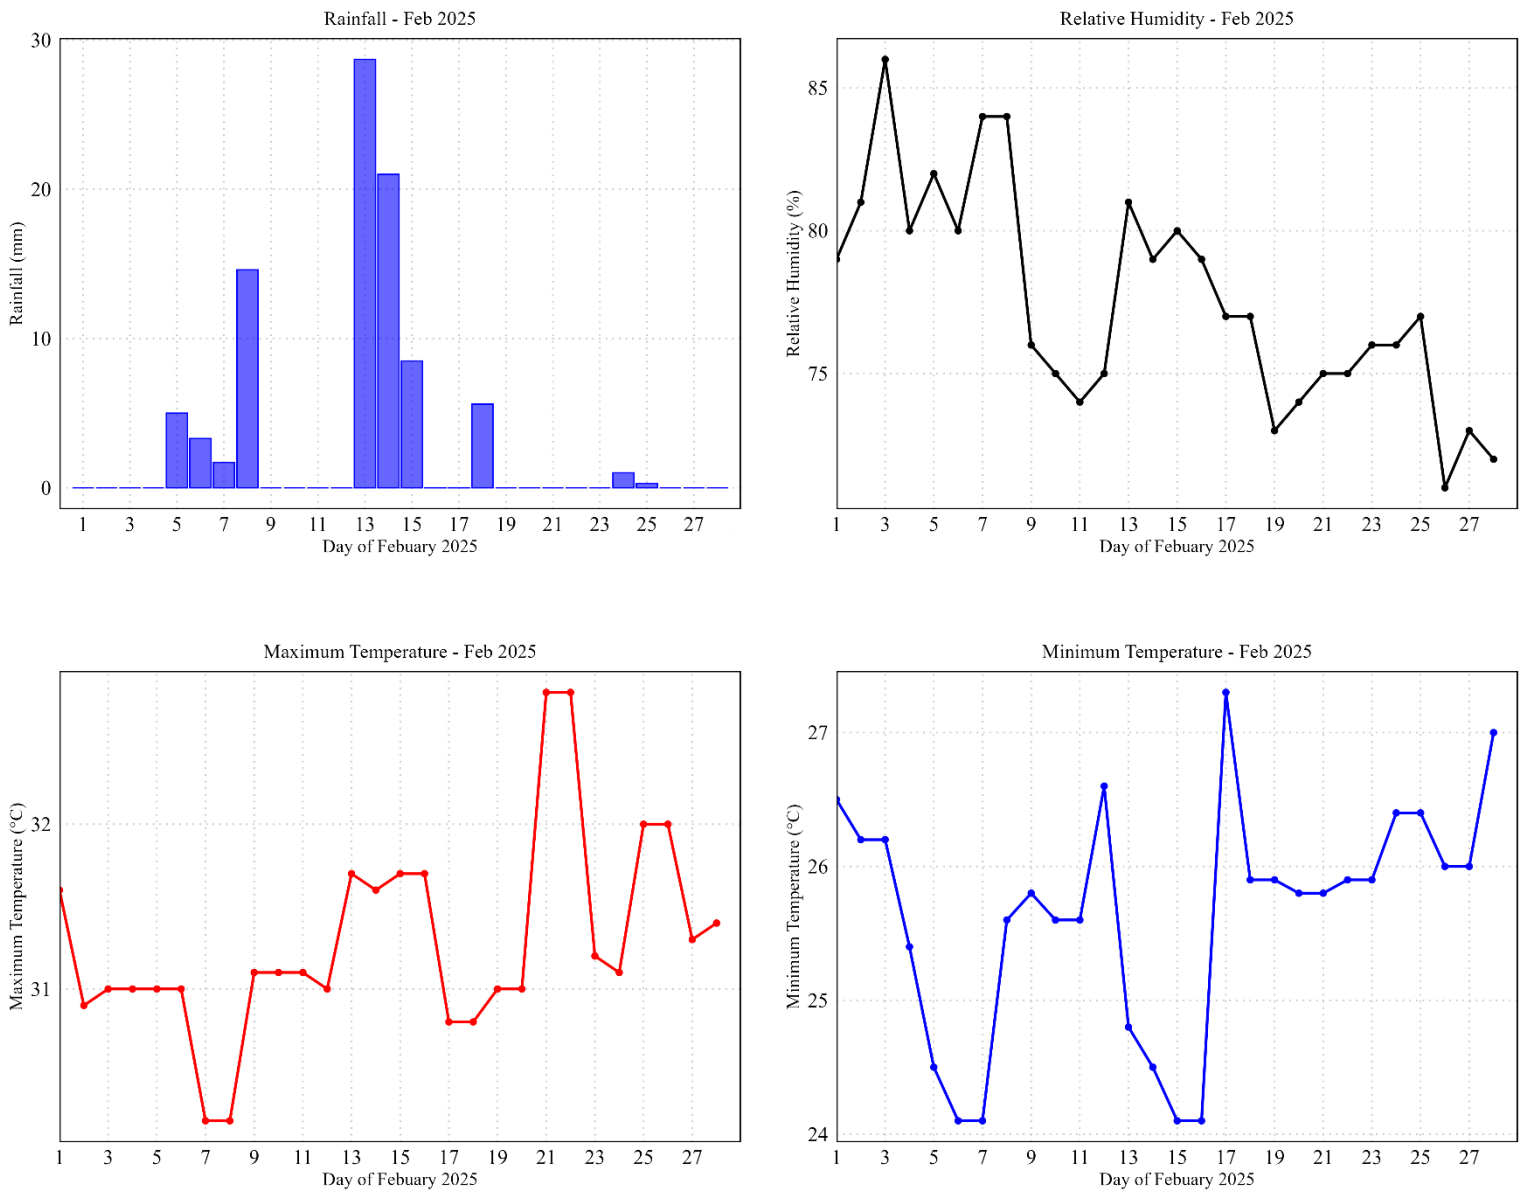 Rainfall - Feb 2025
30
20
10
0
Rainfall (mm)
1 3 5 7 9 11 13 15 17 19 21 23 25 27
Day of Febuary 2025
Relative Humidity - Feb 2025
85
80
75
Relative Humidity (%)
1 3 5 7 9 11 13 15 17 19 21 23 25 27
Day of Febuary 2025
Maximum Temperature - Feb 2025
32
31
Maximum Temperature (°C)
1 3 5 7 9 11 13 15 17 19 21 23 25 27
Day of Febuary 2025
Minimum Temperature - Feb 2025
27
26
25
24
Minimum Temperature (°C)
1 3 5 7 9 11 13 15 17 19 21 23 25 27
Day of Febuary 2025